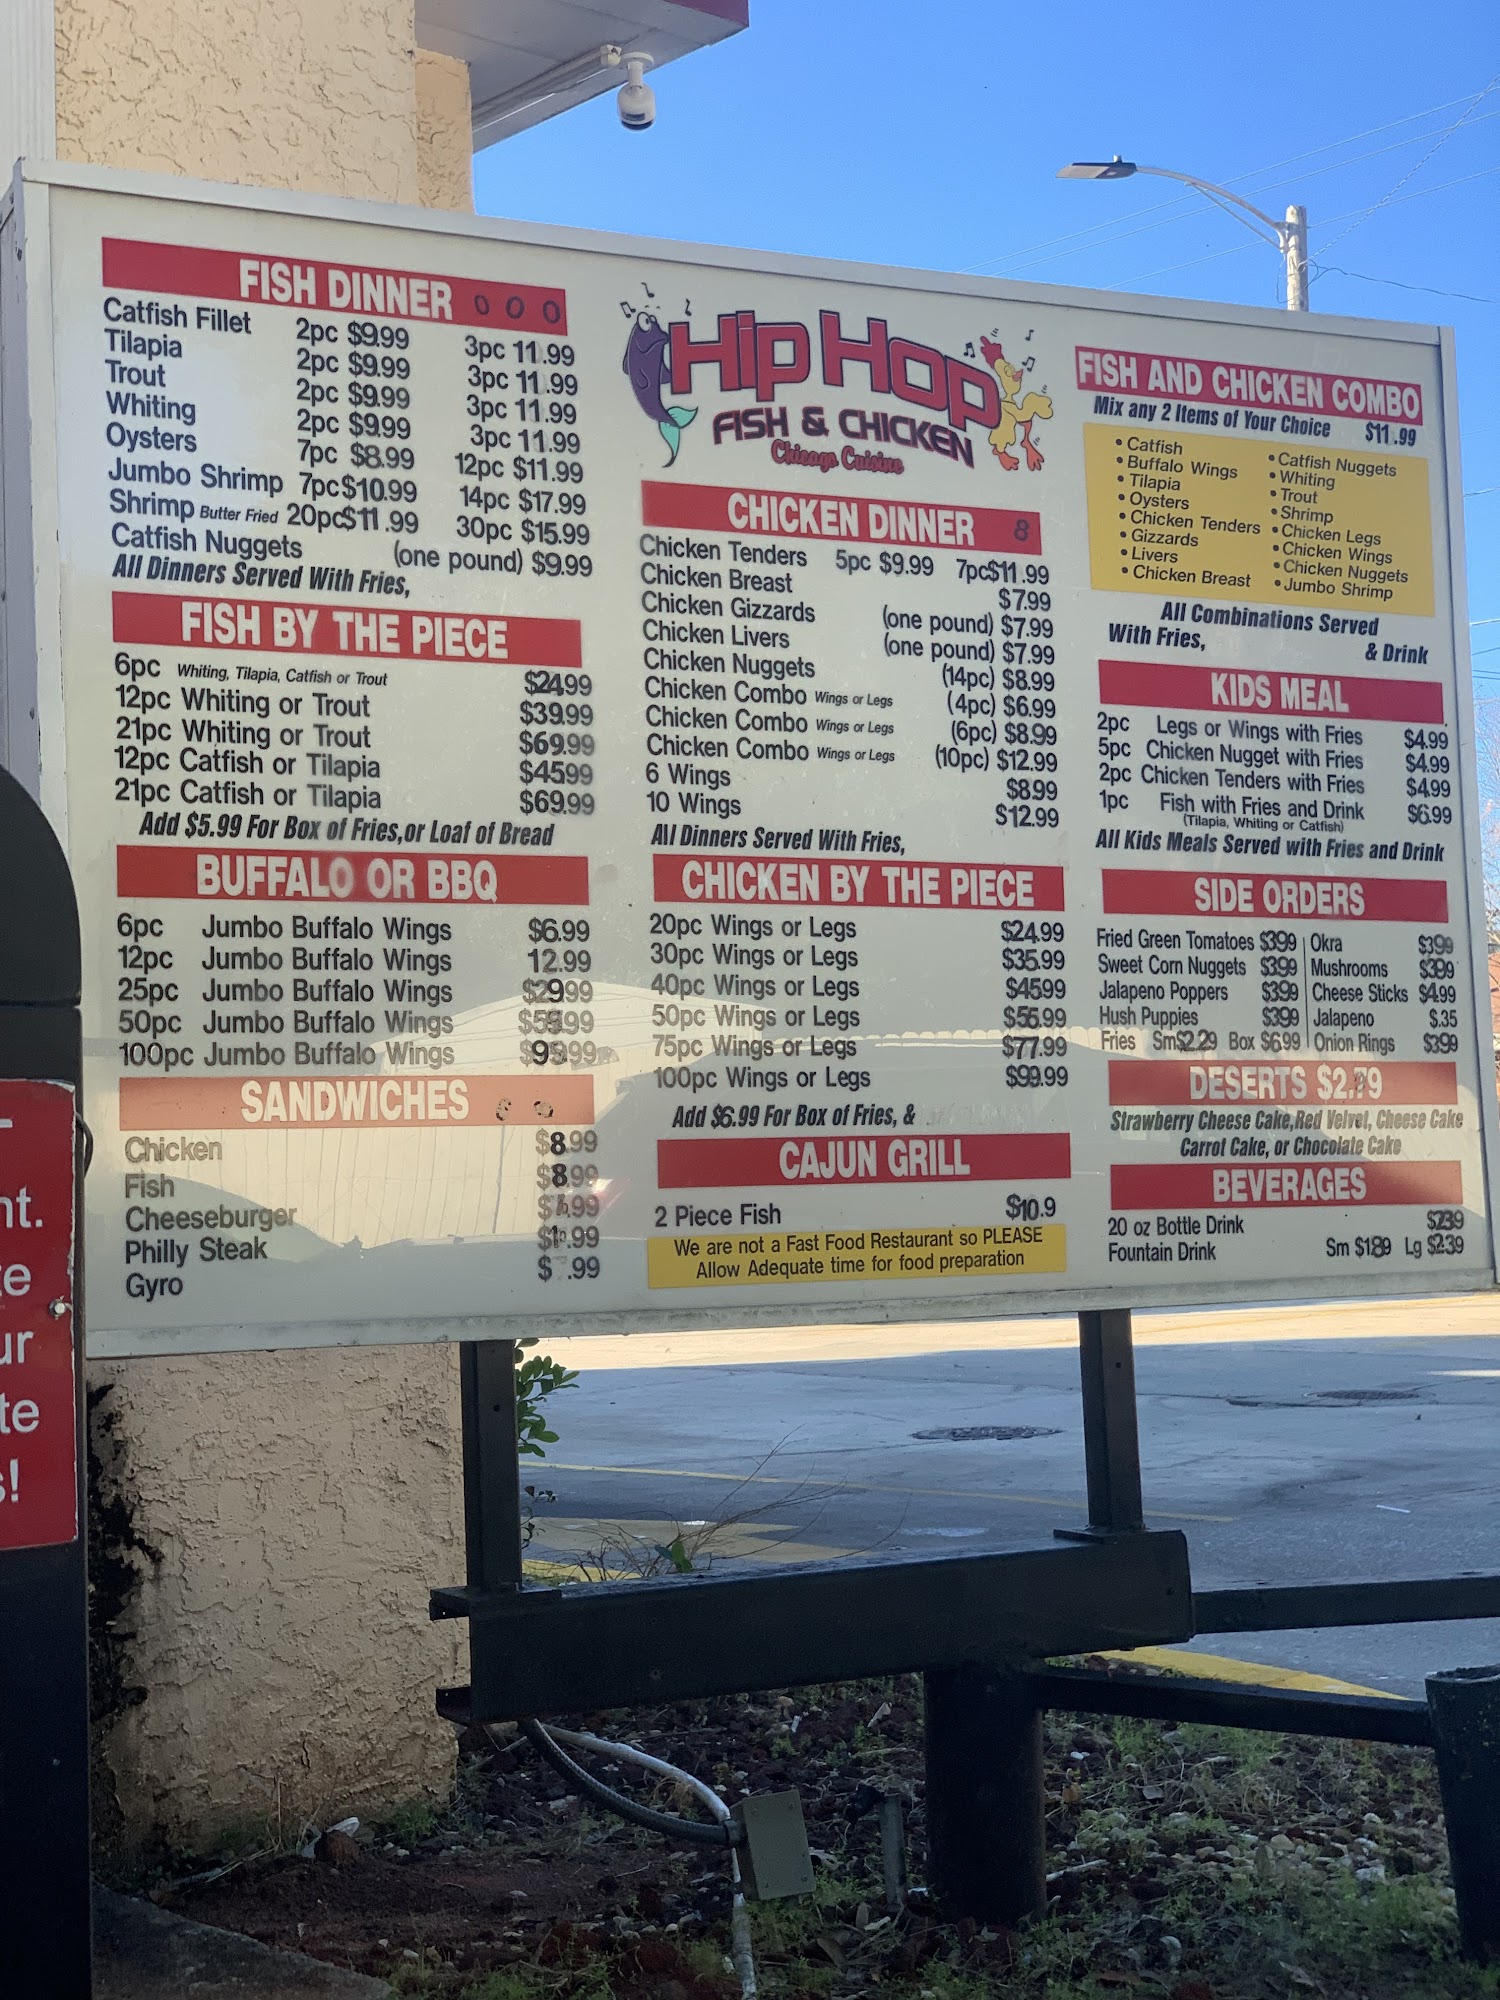 FISH DINNER 0 0 0
Catfish Fillet 2pc $9.99 3pc 11.99
Tilapia 2pc $9.99 3pc 11.99
Trout 2pc $9.99 3pc 11.99
Whiting 2pc $9.99 3pc 11.99
Oysters 7pc $8.99 12pc $11.99
Jumbo Shrimp 7pc$10.99 14pc $17.99
Shrimp Butter Fried 20pc$11.99 30pc $15.99
Catfish Nuggets (one pound) $9.99
All Dinners Served With Fries,
FISH BY THE PIECE
6pc Whiting, Tilapia, Catfish or Trout $24.99
12pc Whiting or Trout $39.99
21pc Whiting or Trout $69.99
12pc Catfish or Tilapia $45.99
21pc Catfish or Tilapia $69.99
Add $5.99 For Box of Fries,or Loaf of Bread
BUFFALO OR BBQ
6pc Jumbo Buffalo Wings $6.99
12pc Jumbo Buffalo Wings 12.99
25pc Jumbo Buffalo Wings $29.99
50pc Jumbo Buffalo Wings
100pc Jumbo Buffalo Wings
SANDWICHES
Chicken $8.99
Fish $8.99
Cheeseburger
Philly Steak
Gyro $ .99
Hip Hop
FISH & CHICKEN
Chicago Cuisine
CHICKEN DINNER 8
Chicken Tenders 5pc $9.99 7pc$11.99
Chicken Breast $7.99
Chicken Gizzards (one pound) $7.99
Chicken Livers (one pound) $7.99
Chicken Nuggets (14pc) $8.99
Chicken Combo Wings or Legs (4pc) $6.99
Chicken Combo Wings or Legs (6pc) $8.99
Chicken Combo Wings or Legs (10pc) $12.99
6 Wings $8.99
10 Wings $12.99
All Dinners Served With Fries,
CHICKEN BY THE PIECE
20pc Wings or Legs $24.99
30pc Wings or Legs $35.99
40pc Wings or Legs $45.99
50pc Wings or Legs $55.99
75pc Wings or Legs $77.99
100pc Wings or Legs $99.99
Add $6.99 For Box of Fries, &
CAJUN GRILL
2 Piece Fish $10.9
We are not a Fast Food Restaurant so PLEASE
Allow Adequate time for food preparation
FISH AND CHICKEN COMBO
Mix any 2 Items of Your Choice $11.99
• Catfish • Catfish Nuggets
• Buffalo Wings • Whiting
• Tilapia • Trout
• Oysters • Shrimp
• Chicken Tenders • Chicken Legs
• Gizzards • Chicken Wings
• Livers • Chicken Nuggets
• Chicken Breast • Jumbo Shrimp
All Combinations Served
With Fries, & Drink
KIDS MEAL
2pc Legs or Wings with Fries $4.99
5pc Chicken Nugget with Fries $4.99
2pc Chicken Tenders with Fries $4.99
1pc Fish with Fries and Drink $6.99
(Tilapia, Whiting or Catfish)
All Kids Meals Served with Fries and Drink
SIDE ORDERS
Fried Green Tomatoes $3.99 Okra $3.99
Sweet Corn Nuggets $3.99 Mushrooms $3.99
Jalapeno Poppers $3.99 Cheese Sticks $4.99
Hush Puppies $3.99 Jalapeno $.35
Fries Sm$2.29 Box $6.99 Onion Rings $3.99
DESERTS
Strawberry Cheese Cake,Red Velvet, Cheese Cake
Carrot Cake, or Chocolate Cake
BEVERAGES
20 oz Bottle Drink $2.39
Fountain Drink Sm $1.89 Lg $2.39
nt.
ur
te
s!